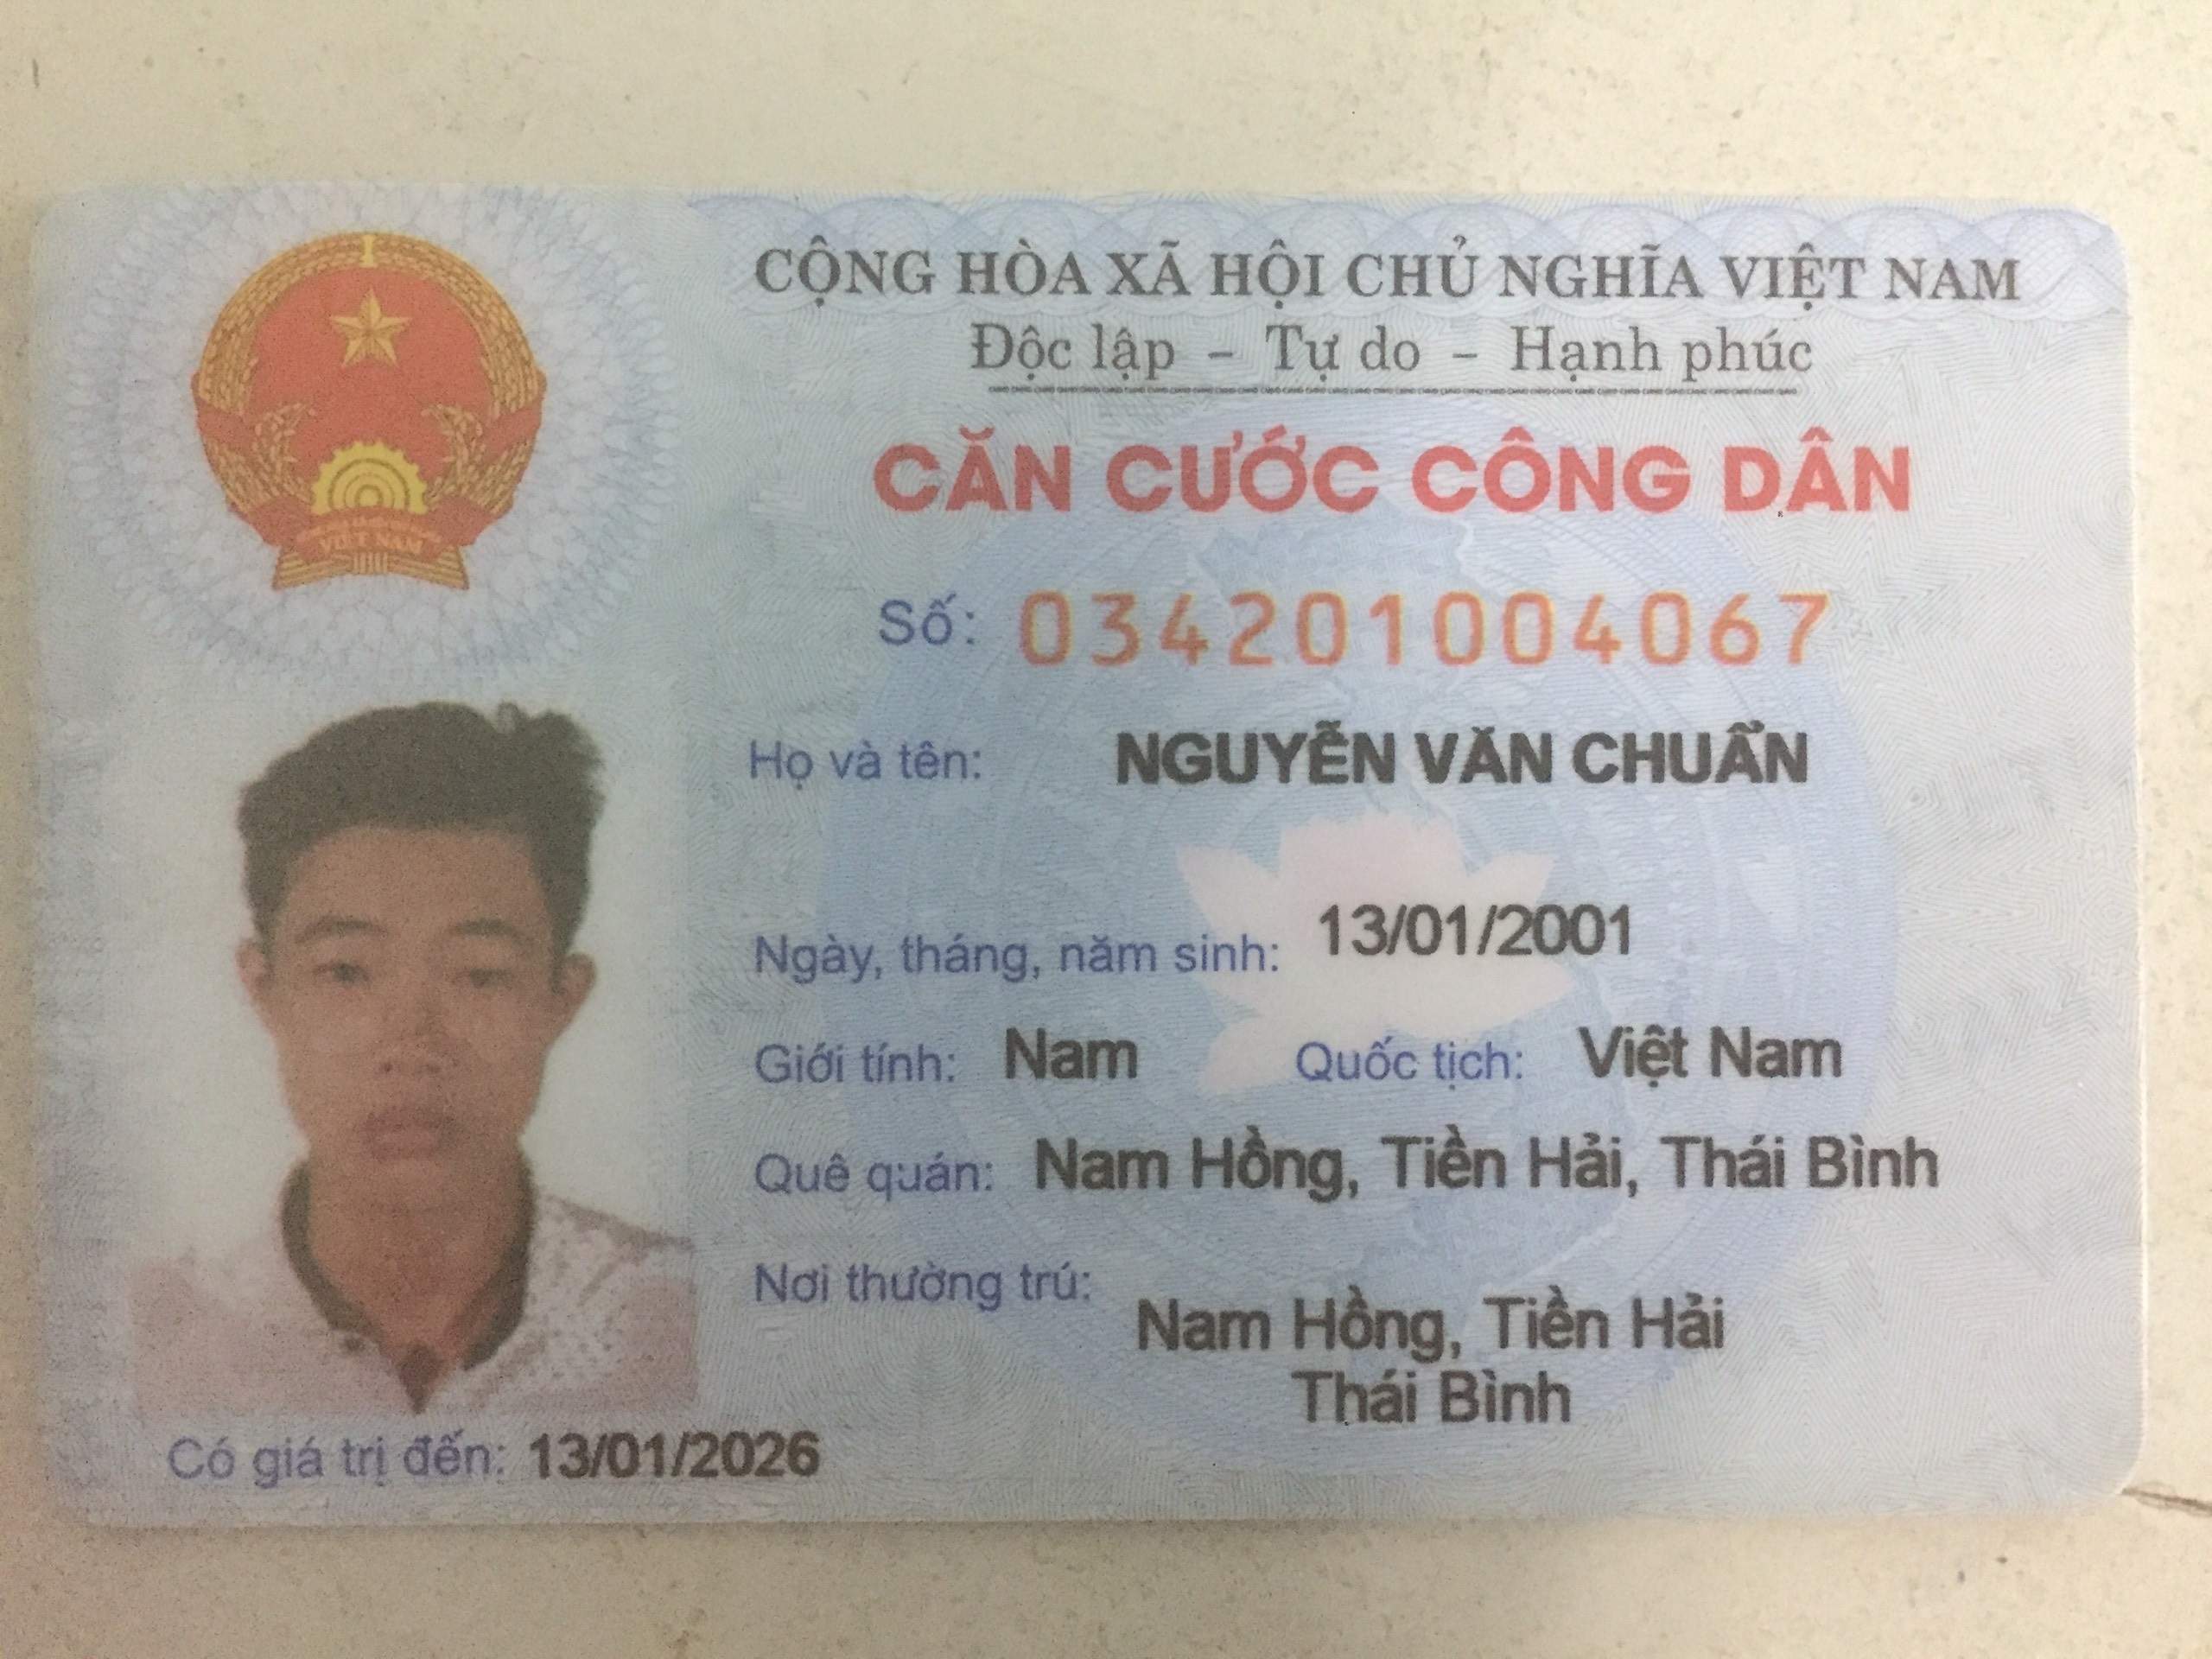 CỘNG HÒA XÃ HỘI CHỦ NGHĨA VIỆT NAM
Độc lập – Tự do – Hạnh phúc
CĂN CƯỚC CÔNG DÂN
VIỆT NAM
Số: 034201004067
Họ và tên: NGUYỄN VĂN CHUẨN
Ngày, tháng, năm sinh: 13/01/2001
Giới tính: Nam Quốc tịch: Việt Nam
Quê quán: Nam Hồng, Tiền Hải, Thái Bình
Nơi thường trú:
Nam Hồng, Tiền Hải
Thái Bình
Có giá trị đến: 13/01/2026